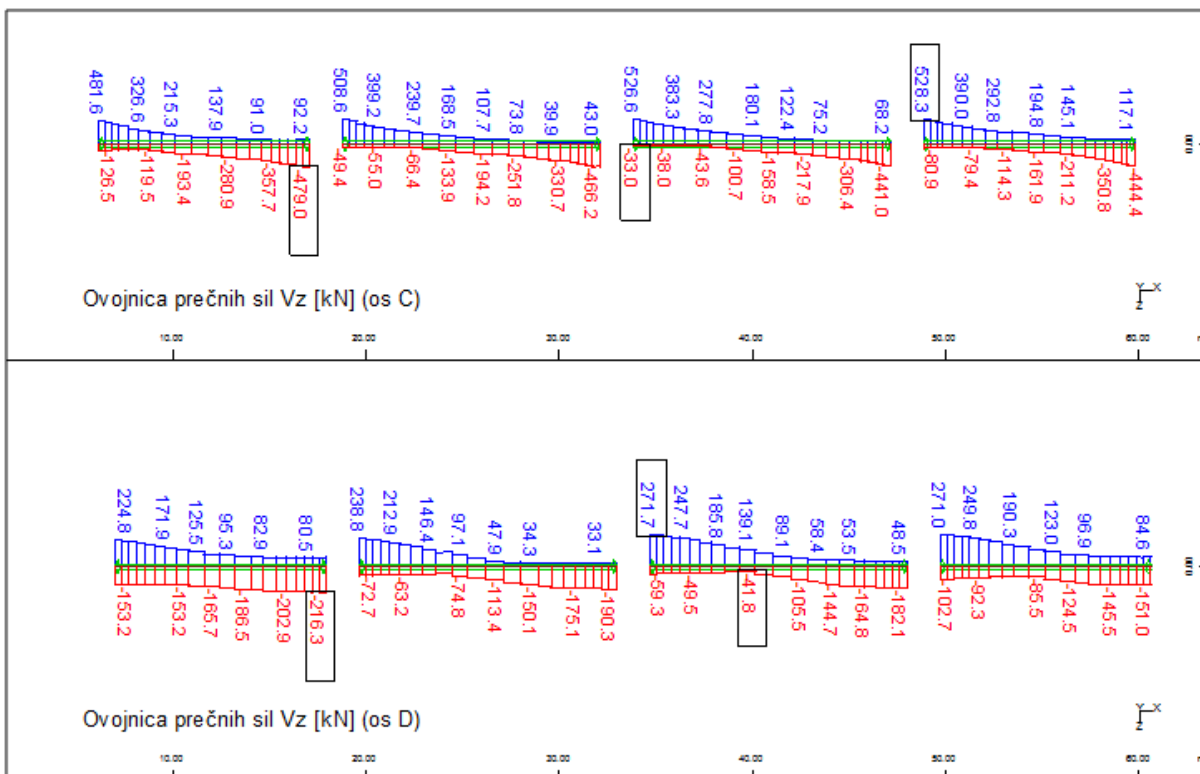 481.6 326.6 215.3 137.9 91.0 92.2 508.6 399.2 239.7 168.5 107.7 73.8 39.9 43.0 526.6 383.3 277.8 180.1 122.4 75.2 68.2 528.3 390.0 292.8 194.8 145.1 117.1
-126.5 -119.5 -193.4 -280.9 -357.7 -479.0 -49.4 -55.0 -66.4 -133.9 -194.2 -251.8 -330.7 -466.2 -33.0 -38.0 -43.6 -100.7 -158.5 -217.9 -306.4 -441.0 -80.9 -79.4 -114.3 -161.9 -211.2 -350.8 -444.4
Ovojnica prečnih sil Vz [kN] (os C)
Y X
Z
10.00 20.00 30.00 40.00 50.00 60.00
224.8 171.9 125.5 95.3 82.9 80.5 238.8 212.9 146.4 97.1 47.9 34.3 33.1 271.7 247.7 185.8 139.1 89.1 58.4 53.5 48.5 271.0 249.8 190.3 123.0 96.9 84.6
-153.2 -153.2 -165.7 -186.5 -202.9 -216.3 -72.7 -63.2 -74.8 -113.4 -150.1 -175.1 -190.3 -59.3 -49.5 -41.8 -105.5 -144.7 -164.8 -182.1 -102.7 -92.3 -85.5 -124.5 -145.5 -151.0
Ovojnica prečnih sil Vz [kN] (os D)
Y X
Z
10.00 20.00 30.00 40.00 50.00 60.00